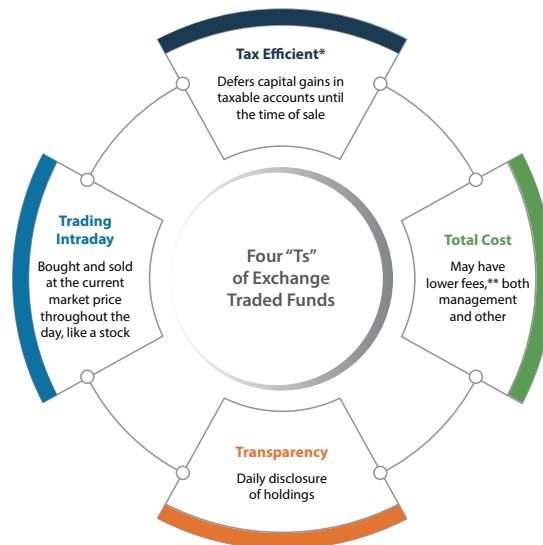 Tax Efficient*
Defers capital gains in
taxable accounts until
the time of sale
Trading
Intraday
Bought and sold
at the current
market price
throughout the
day, like a stock
Four “Ts”
of Exchange
Traded Funds
Total Cost
May have
lower fees,** both
management
and other
Transparency
Daily disclosure
of holdings